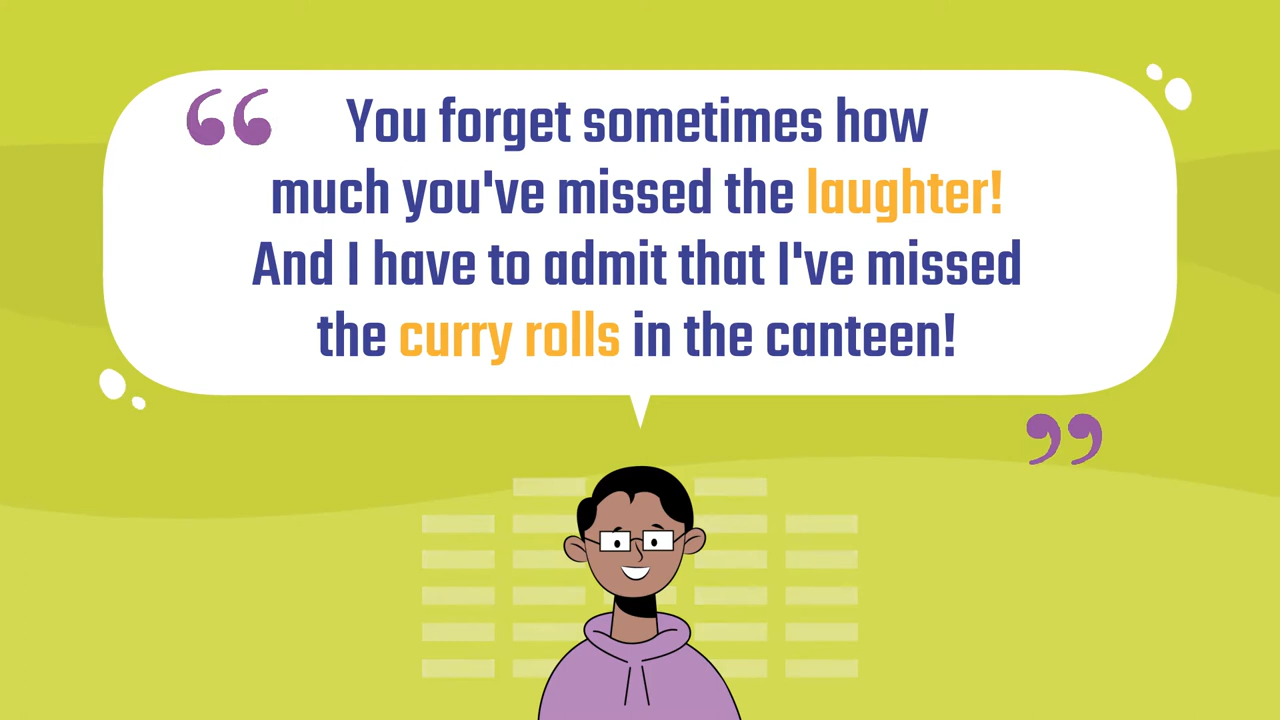 “ You forget sometimes how
much you've missed the laughter!
And I have to admit that I've missed
the curry rolls in the canteen!
”